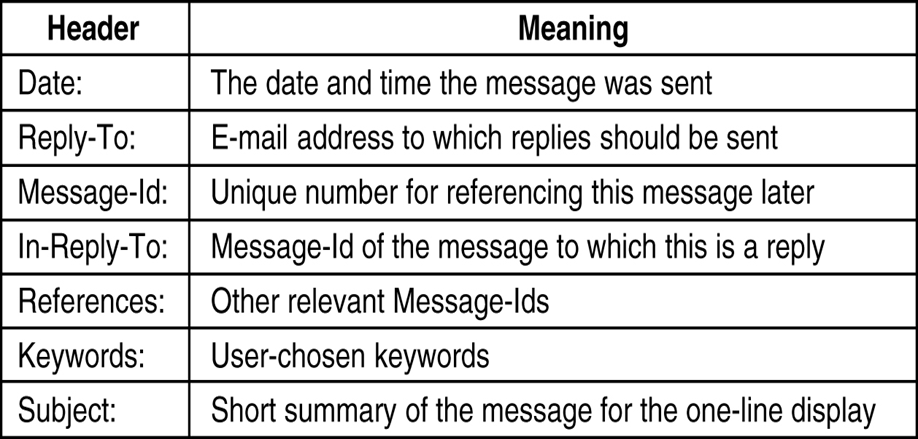 Header Meaning
Date: The date and time the message was sent
Reply-To: E-mail address to which replies should be sent
Message-Id: Unique number for referencing this message later
In-Reply-To: Message-Id of the message to which this is a reply
References: Other relevant Message-Ids
Keywords: User-chosen keywords
Subject: Short summary of the message for the one-line display